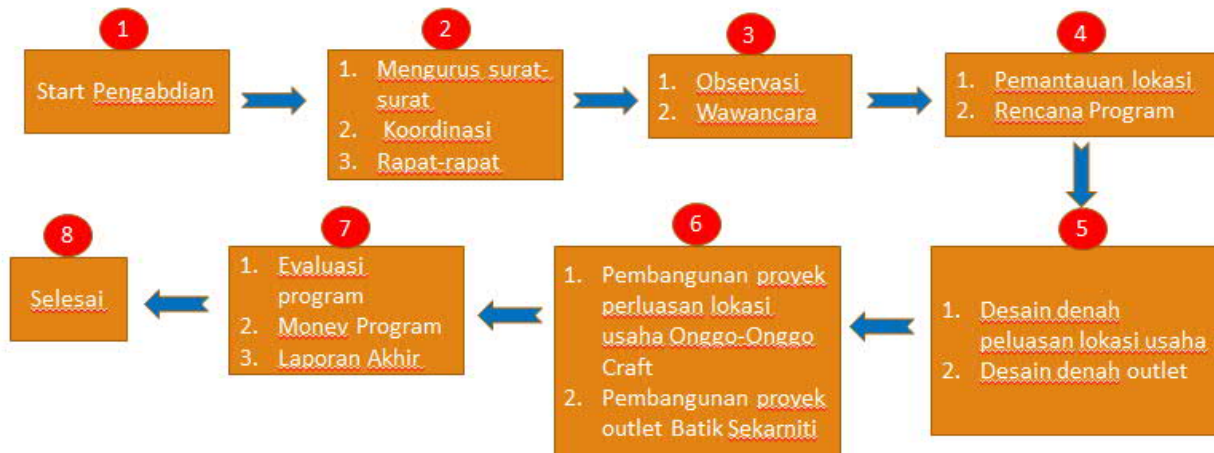 1
Start Pengabdian
2
1. Mengurus surat-
surat
2. Koordinasi
3. Rapat-rapat
3
1. Observasi
2. Wawancara
4
1. Pemantauan lokasi
2. Rencana Program
5
1. Desain denah
peluasan lokasi usaha
2. Desain denah outlet
6
1. Pembangunan proyek
perluasan lokasi
usaha Onggo-Onggo
Craft
2. Pembangunan proyek
outlet Batik Sekarniti
7
1. Evaluasi
program
2. Monev Program
3. Laporan Akhir
8
Selesai